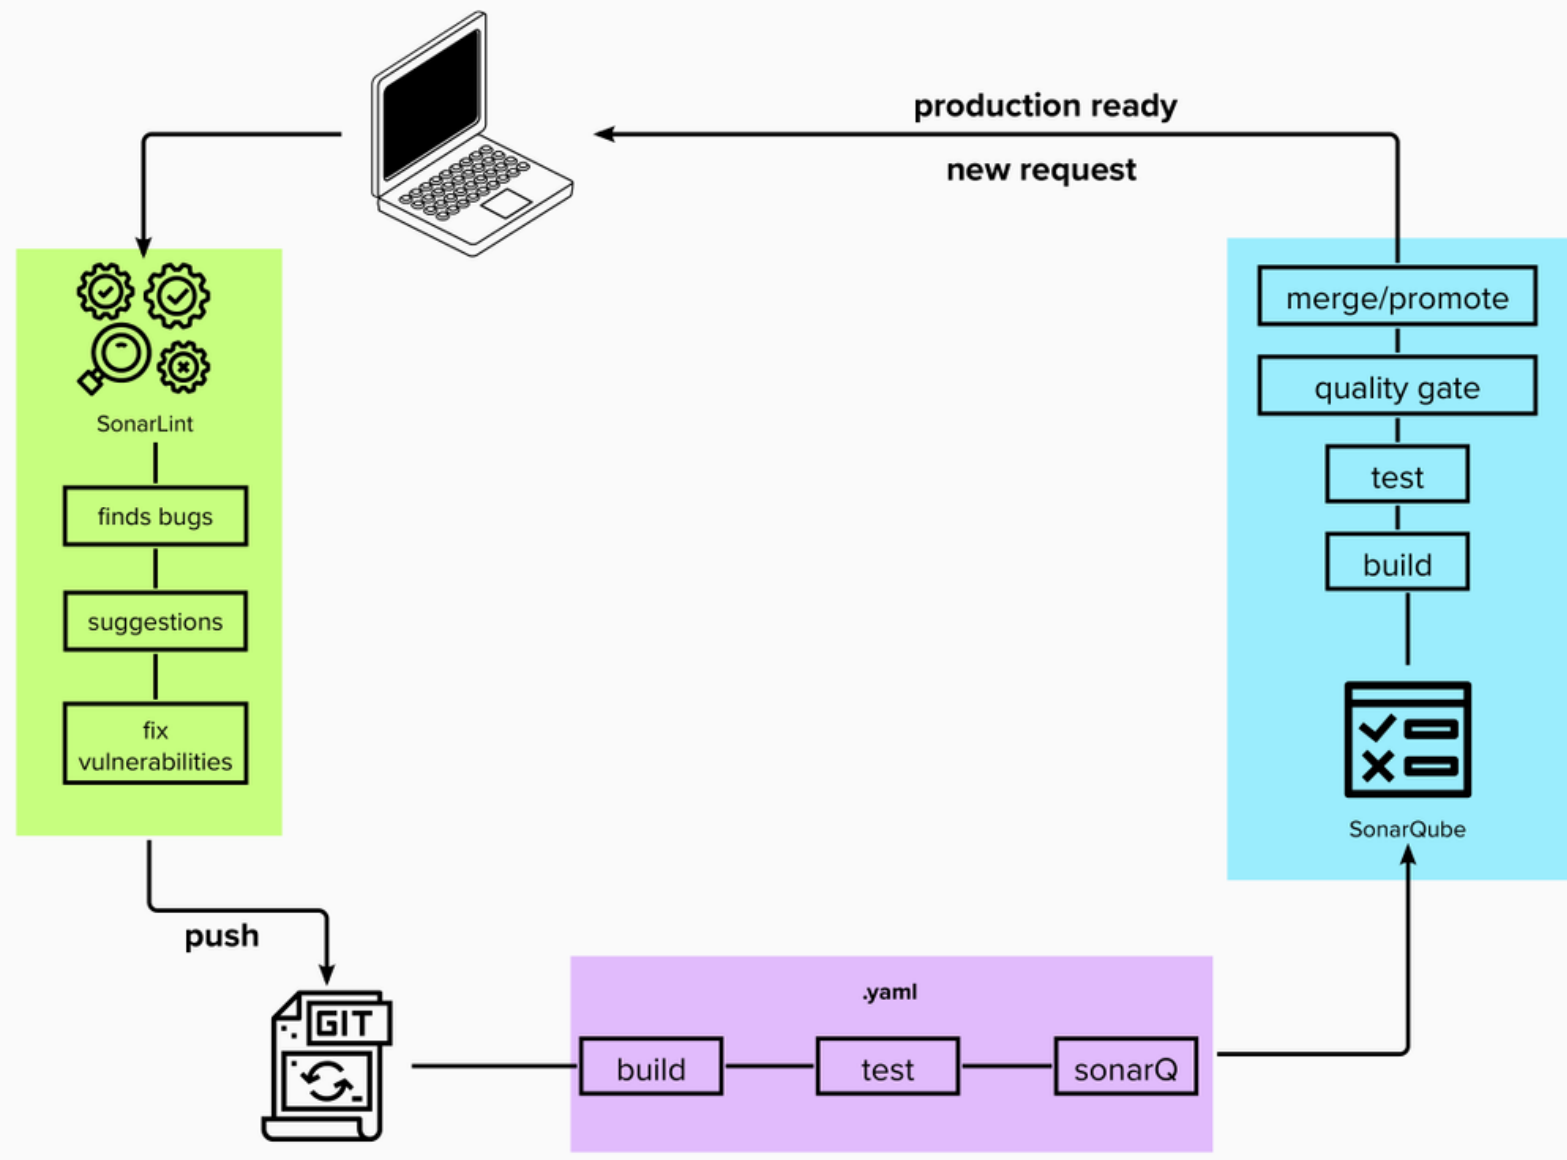 production ready
new request
SonarLint
finds bugs
suggestions
fix
vulnerabilities
push
GIT
.yaml
build
test
sonarQ
merge/promote
quality gate
test
build
SonarQube